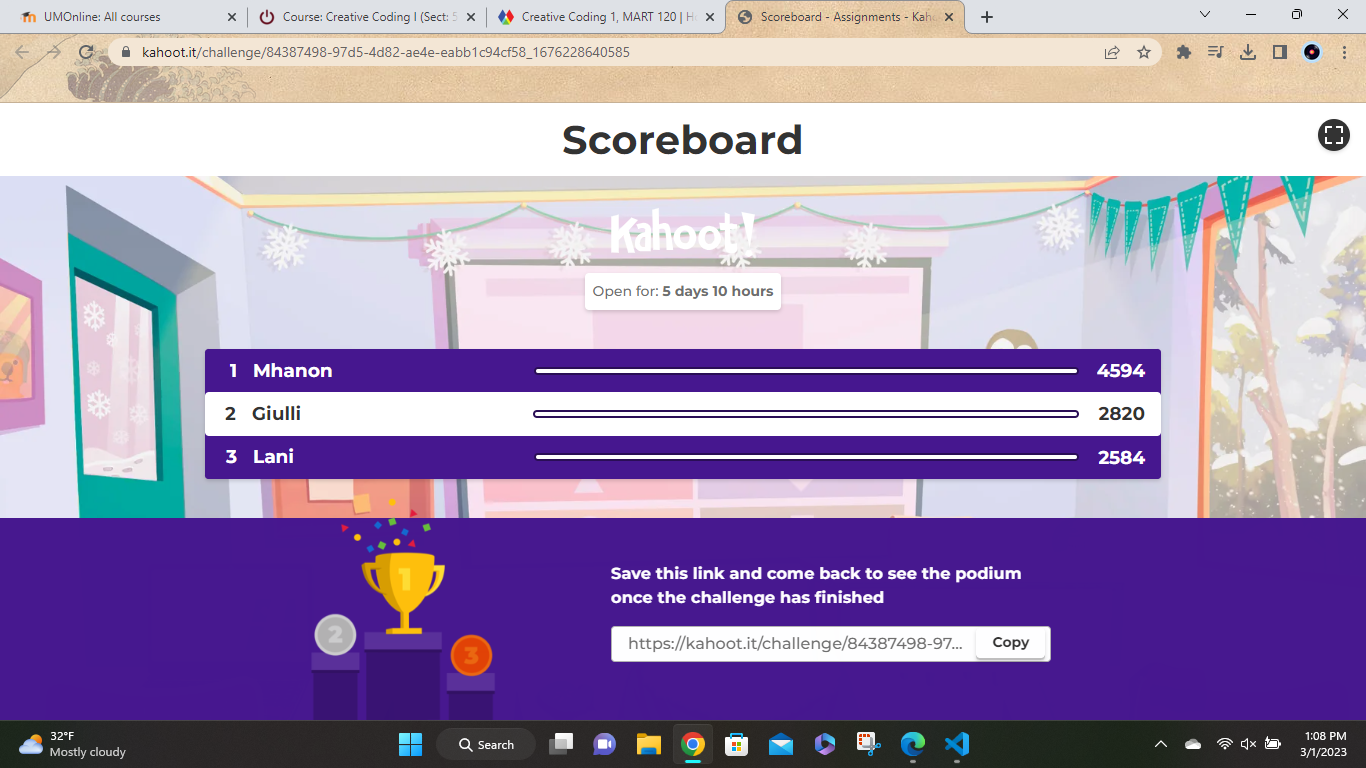 UMOnline: All courses
Course: Creative Coding I (Sect: 5
Creative Coding 1, MART 120 | H
Scoreboard - Assignments - Kah
kahoot.it/challenge/84387498-97d5-4d82-ae4e-eabb1c94cf58_1676228640585
Scoreboard
Kahoot!
Open for: 5 days 10 hours
1 Mhanon 4594
2 Giulli 2820
3 Lani 2584
1
2
3
Save this link and come back to see the podium
once the challenge has finished
https://kahoot.it/challenge/84387498-97... Copy
32°F
Mostly cloudy
Search
1:08 PM
3/1/2023